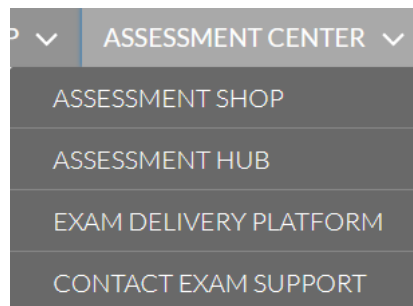 P ASSESSMENT CENTER
ASSESSMENT SHOP
ASSESSMENT HUB
EXAM DELIVERY PLATFORM
CONTACT EXAM SUPPORT